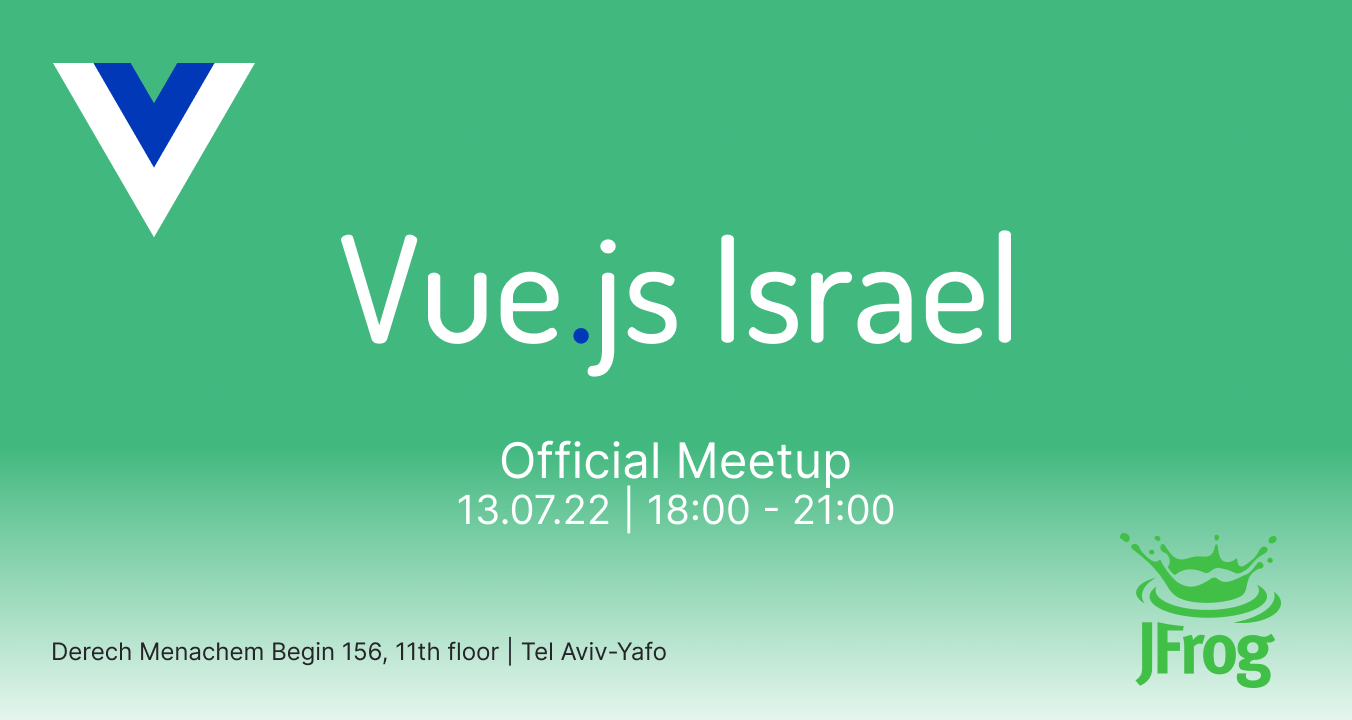 Vue.js Israel
Official Meetup
13.07.22 | 18:00 - 21:00
Derech Menachem Begin 156, 11th floor | Tel Aviv-Yafo
JFrog